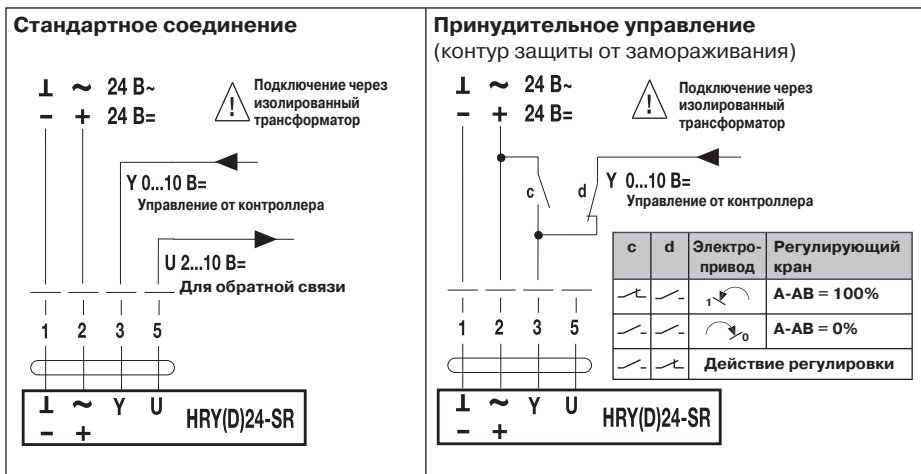 Стандартное соединение
⊥ ~ 24 В~
– + 24 В=
Подключение через
изолированный
трансформатор
Y 0...10 В=
Управление от контроллера
U 2...10 В=
Для обратной связи
1 2 3 5
⊥ ~ Y U
– +
HRY(D)24-SR
Принудительное управление
(контур защиты от замораживания)
⊥ ~ 24 В~
– + 24 В=
Подключение через
изолированный
трансформатор
c d Y 0...10 В=
Управление от контроллера
c d Электро-привод Регулирующий кран
1 A-AB = 100%
0 A-AB = 0%
Действие регулировки
1 2 3 5
⊥ ~ Y U
– +
HRY(D)24-SR